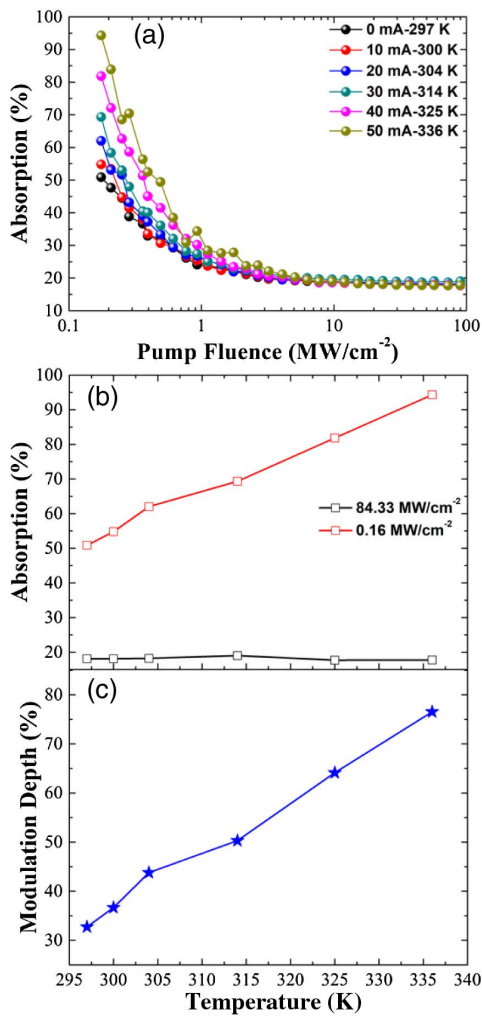 (a)
0 mA-297 K
10 mA-300 K
20 mA-304 K
30 mA-314 K
40 mA-325 K
50 mA-336 K
Absorption (%)
100
90
80
70
60
50
40
30
20
10
0.1
1
10
100
Pump Fluence (MW/cm⁻²)
(b)
84.33 MW/cm⁻²
0.16 MW/cm⁻²
Absorption (%)
100
90
80
70
60
50
40
30
20
(c)
Modulation Depth (%)
80
70
60
50
40
30
295
300
305
310
315
320
325
330
335
340
Temperature (K)